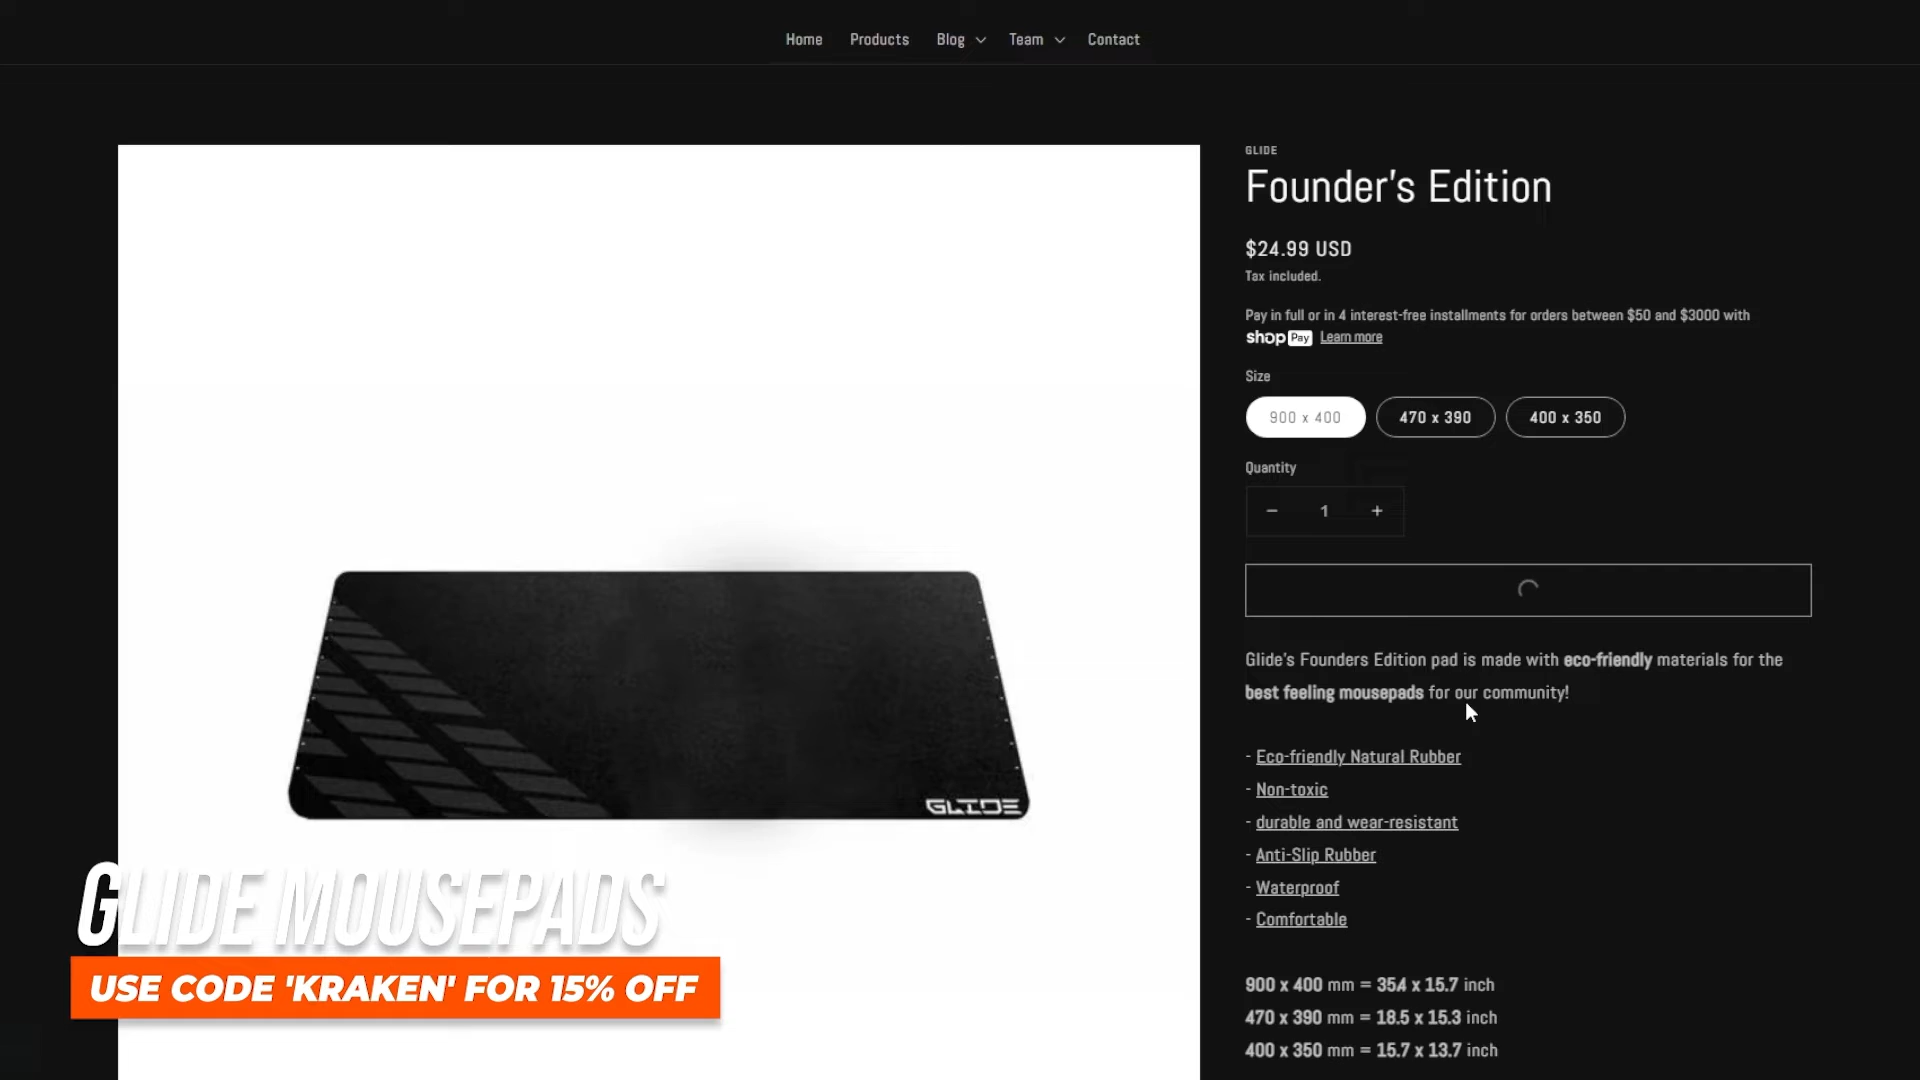 Home Products Blog Team Contact
GLIDE
Founder's Edition
$24.99 USD
Tax included.
Pay in full or in 4 interest-free installments for orders between $50 and $3000 with
shop Pay Learn more
Size
900 x 400 470 x 390 400 x 350
Quantity
− 1 +
Glide's Founders Edition pad is made with eco-friendly materials for the
best feeling mousepads for our community!
- Eco-friendly Natural Rubber
- Non-toxic
- durable and wear-resistant
- Anti-Slip Rubber
- Waterproof
- Comfortable
900 x 400 mm = 35.4 x 15.7 inch
470 x 390 mm = 18.5 x 15.3 inch
400 x 350 mm = 15.7 x 13.7 inch
GLIDE
GLIDE MOUSEPADS
USE CODE 'KRAKEN' FOR 15% OFF